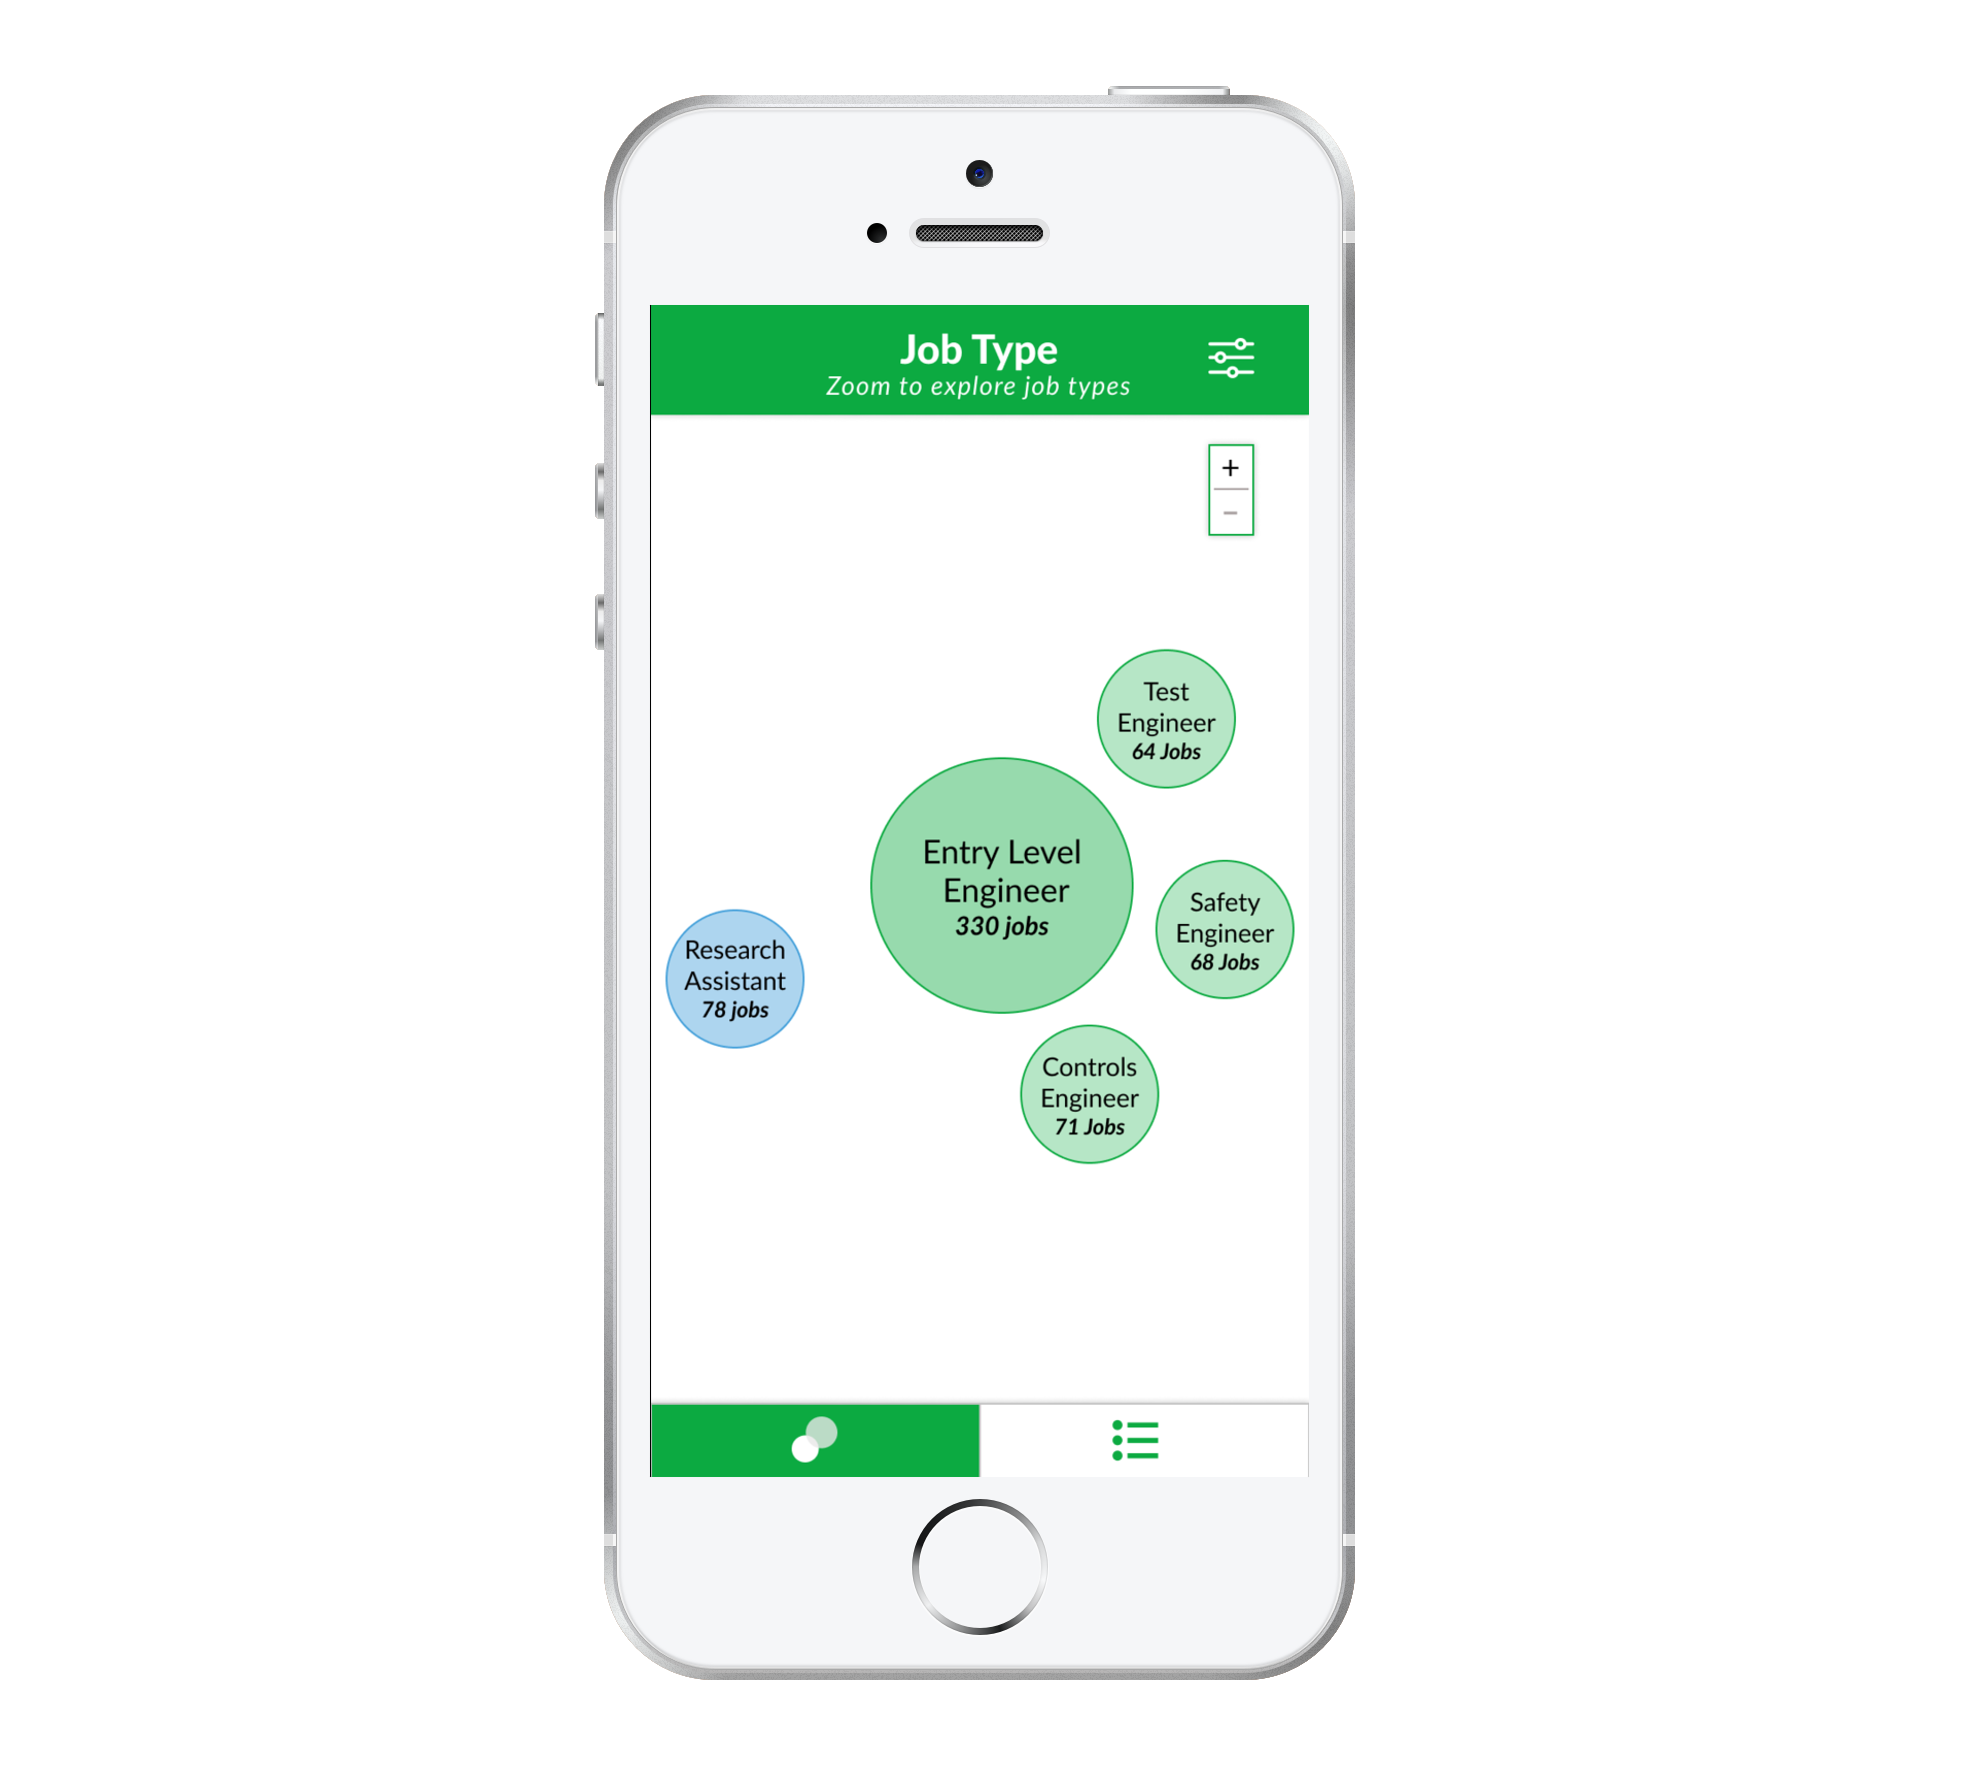 Job Type
Zoom to explore job types
+
−
Test
Engineer
64 Jobs
Entry Level
Engineer
330 jobs
Safety
Engineer
68 Jobs
Research
Assistant
78 jobs
Controls
Engineer
71 Jobs